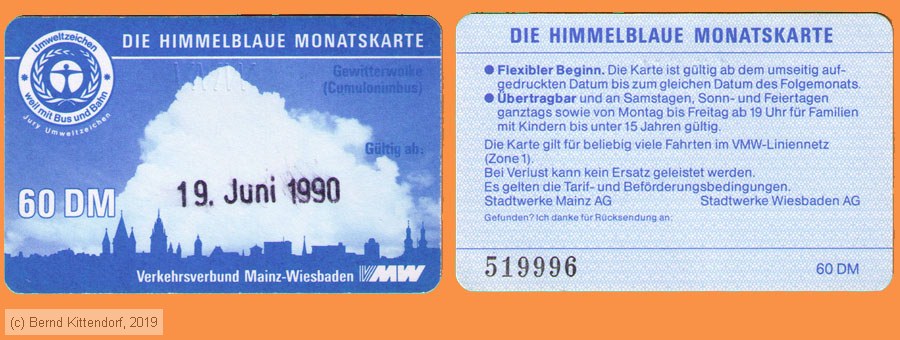 Umweltzeichen
weil mit Bus und Bahn
Jury Umweltzeichen
DIE HIMMELBLAUE MONATSKARTE
Gewitterwolke
(Cumulonimbus)
Gültig ab:
19. Juni 1990
60 DM
Verkehrsverbund Mainz-Wiesbaden VMW
DIE HIMMELBLAUE MONATSKARTE
● Flexibler Beginn. Die Karte ist gültig ab dem umseitig auf-
gedruckten Datum bis zum gleichen Datum des Folgemonats.
● Übertragbar und an Samstagen, Sonn- und Feiertagen
ganztags sowie von Montag bis Freitag ab 19 Uhr für Familien
mit Kindern bis unter 15 Jahren gültig.
Die Karte gilt für beliebig viele Fahrten im VMW-Liniennetz
(Zone 1).
Bei Verlust kann kein Ersatz geleistet werden.
Es gelten die Tarif- und Beförderungsbedingungen.
Stadtwerke Mainz AG Stadtwerke Wiesbaden AG
Gefunden? Ich danke für Rücksendung an:
519996
60 DM
(c) Bernd Kittendorf, 2019